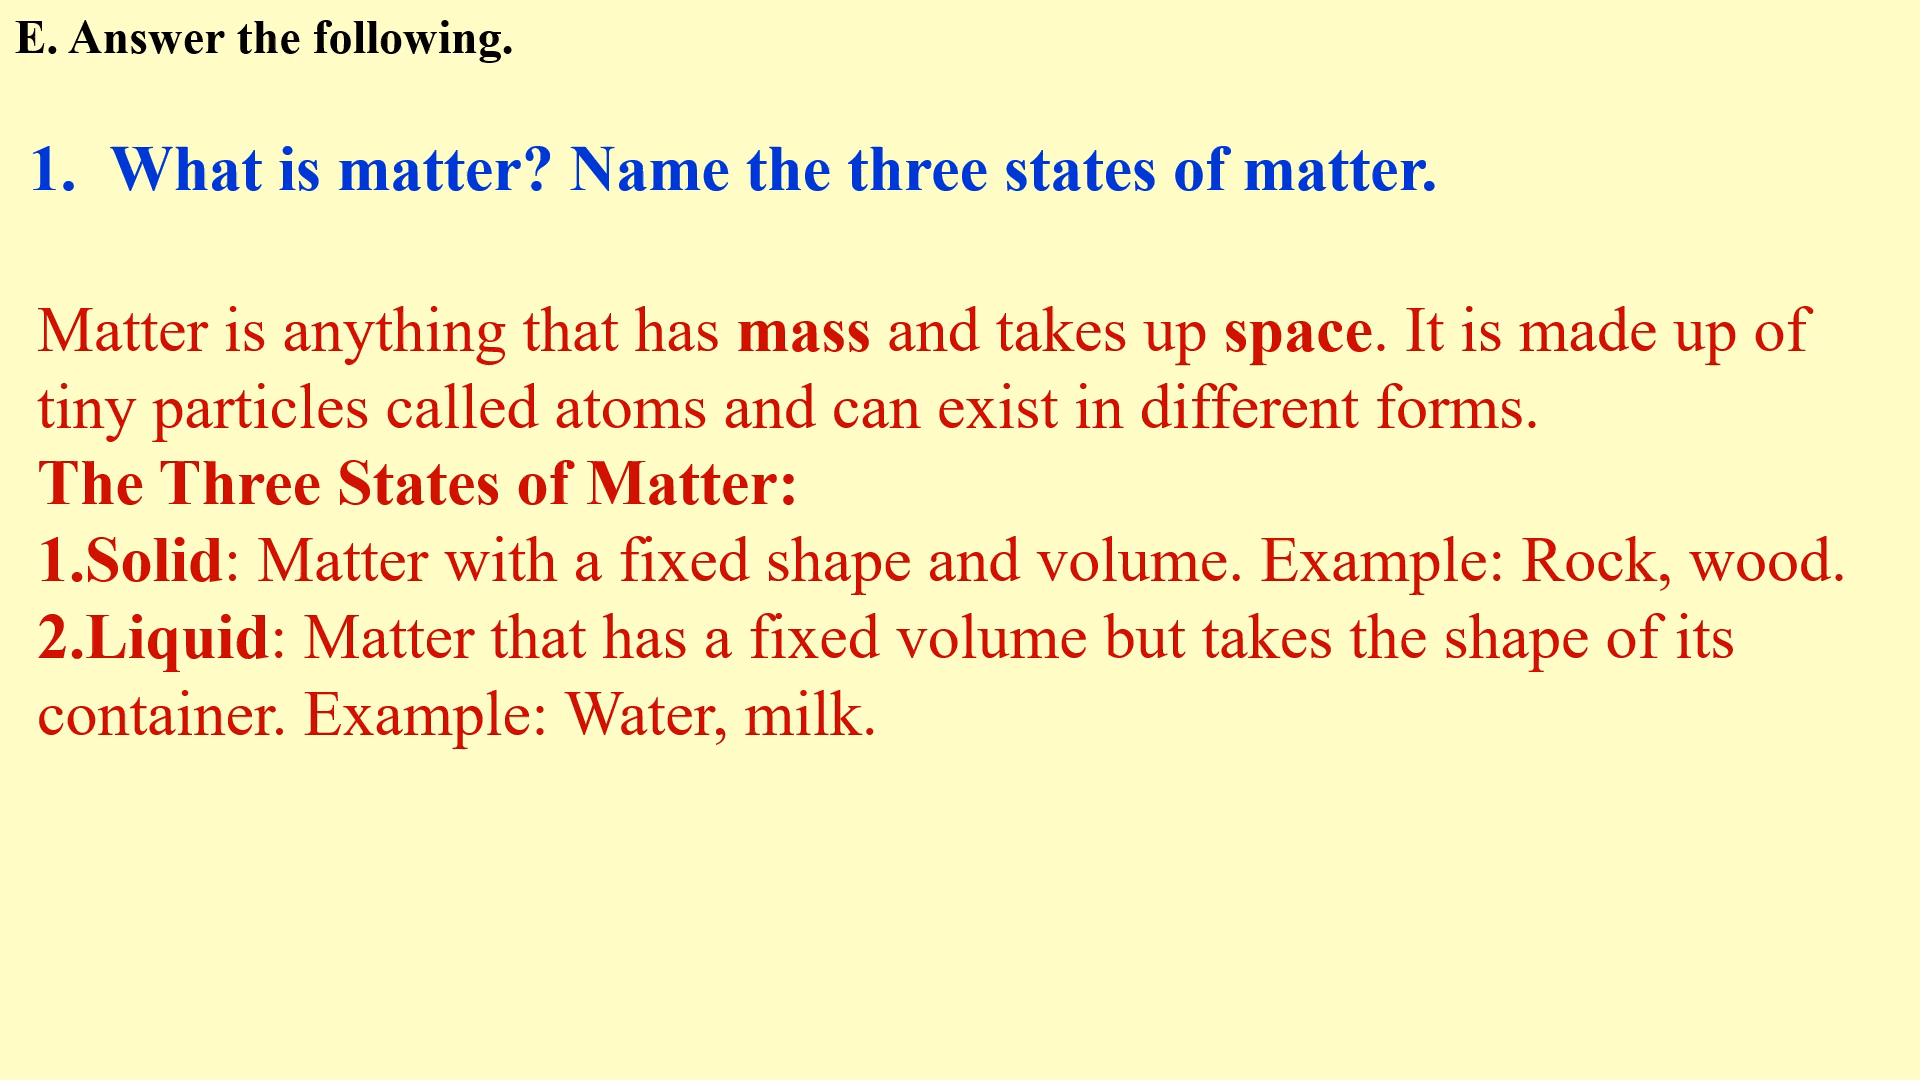 E. Answer the following.
1. What is matter? Name the three states of matter.
Matter is anything that has mass and takes up space. It is made up of
tiny particles called atoms and can exist in different forms.
The Three States of Matter:
1.Solid: Matter with a fixed shape and volume. Example: Rock, wood.
2.Liquid: Matter that has a fixed volume but takes the shape of its
container. Example: Water, milk.